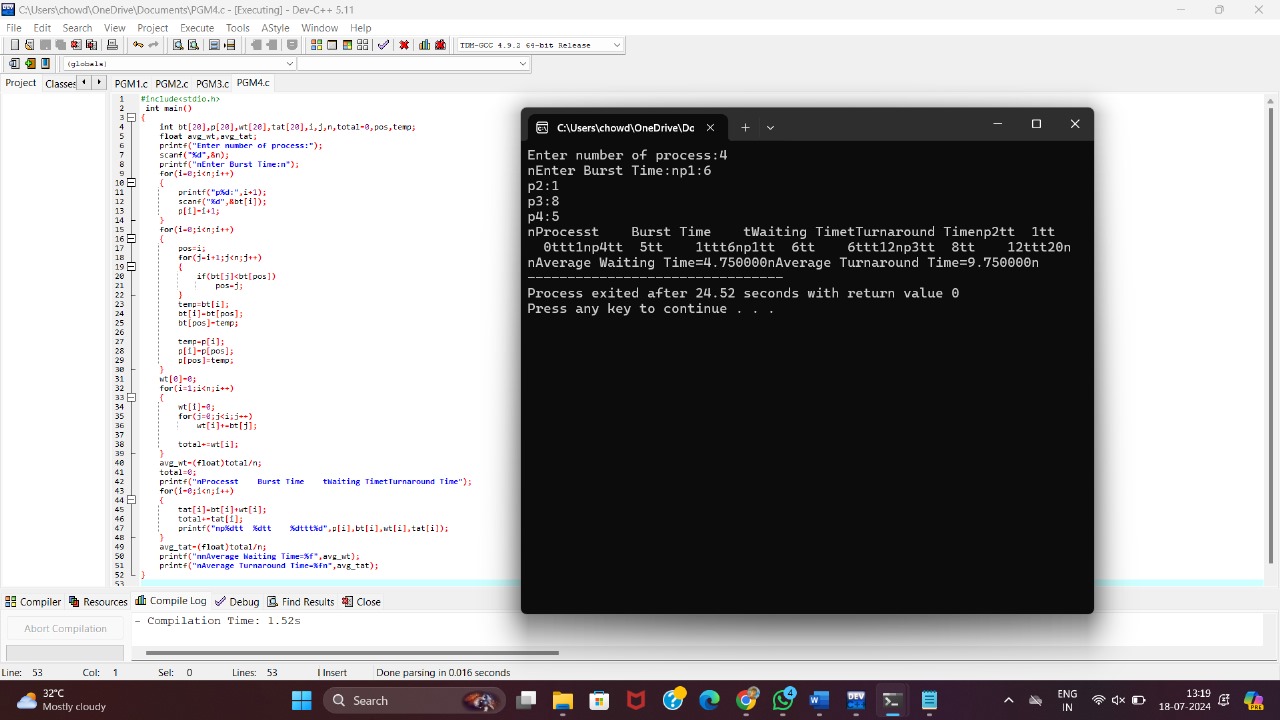 C:\Users\chowd\OneDrive\Documents\PGM4.c - [Executing] - Dev-C++ 5.11
File Edit Search View Project Execute Tools AStyle Window Help
TDM-GCC 4.9.2 64-bit Release
(globals)
Project Classes PGM1.c PGM2.c PGM3.c PGM4.c
1 #include<stdio.h>
2 int main()
3 {
4 int bt[20],p[20],wt[20],tat[20],i,j,n,total=0,pos,temp;
5 float avg_wt,avg_tat;
6 printf("Enter number of process:");
7 scanf("%d",&n);
8 printf("nEnter Burst Time:n");
9 for(i=0;i<n;i++)
10 {
11 printf("p%d:",i+1);
12 scanf("%d",&bt[i]);
13 p[i]=i+1;
14 }
15 for(i=0;i<n;i++)
16 {
17 pos=i;
18 for(j=i+1;j<n;j++)
19 {
20 if(bt[j]<bt[pos])
21 pos=j;
22 }
23 temp=bt[i];
24 bt[i]=bt[pos];
25 bt[pos]=temp;
26
27 temp=p[i];
28 p[i]=p[pos];
29 p[pos]=temp;
30 }
31 wt[0]=0;
32 for(i=1;i<n;i++)
33 {
34 wt[i]=0;
35 for(j=0;j<i;j++)
36 wt[i]+=bt[j];
37
38 total+=wt[i];
39 }
40 avg_wt=(float)total/n;
41 total=0;
42 printf("nProcesst    Burst Time    tWaiting TimetTurnaround Time");
43 for(i=0;i<n;i++)
44 {
45 tat[i]=bt[i]+wt[i];
46 total+=tat[i];
47 printf("np%dtt  %dtt    %dttt%d",p[i],bt[i],wt[i],tat[i]);
48 }
49 avg_tat=(float)total/n;
50 printf("nnAverage Waiting Time=%f",avg_wt);
51 printf("nAverage Turnaround Time=%fn",avg_tat);
52 }
53
C:\Users\chowd\OneDrive\Doc
Enter number of process:4
nEnter Burst Time:np1:6
p2:1
p3:8
p4:5
nProcesst    Burst Time    tWaiting TimetTurnaround Timenp2tt  1tt
  0ttt1np4tt  5tt    1ttt6np1tt  6tt    6ttt12np3tt  8tt    12ttt20n
nAverage Waiting Time=4.750000nAverage Turnaround Time=9.750000n
--------------------------------
Process exited after 24.52 seconds with return value 0
Press any key to continue . . .
Compiler Resources Compile Log Debug Find Results Close
Abort Compilation
- Compilation Time: 1.52s
Line: 53 Col: 1 Sel: 0 Lines: 53 Insert Done parsing in 0.016 seconds
32°C
Mostly cloudy
Search
4
ENG
IN
13:19
18-07-2024
PRE